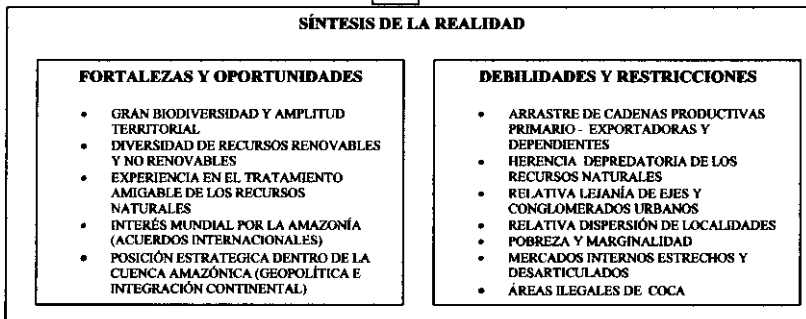 SÍNTESIS DE LA REALIDAD
FORTALEZAS Y OPORTUNIDADES
• GRAN BIODIVERSIDAD Y AMPLITUD
TERRITORIAL
• DIVERSIDAD DE RECURSOS RENOVABLES
Y NO RENOVABLES
• EXPERIENCIA EN EL TRATAMIENTO
AMIGABLE DE LOS RECURSOS
NATURALES
• INTERÉS MUNDIAL POR LA AMAZONÍA
(ACUERDOS INTERNACIONALES)
• POSICIÓN ESTRATEGICA DENTRO DE LA
CUENCA AMAZÓNICA (GEOPOLÍTICA E
INTEGRACIÓN CONTINENTAL)
DEBILIDADES Y RESTRICCIONES
• ARRASTRE DE CADENAS PRODUCTIVAS
PRIMARIO - EXPORTADORAS Y
DEPENDIENTES
• HERENCIA DEPREDATORIA DE LOS
RECURSOS NATURALES
• RELATIVA LEJANÍA DE EJES Y
CONGLOMERADOS URBANOS
• RELATIVA DISPERSIÓN DE LOCALIDADES
• POBREZA Y MARGINALIDAD
• MERCADOS INTERNOS ESTRECHOS Y
DESARTICULADOS
• ÁREAS ILEGALES DE COCA